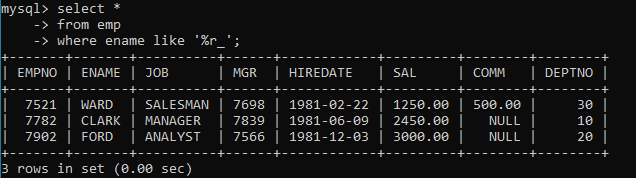 mysql> select *
    -> from emp
    -> where ename like '%r_';
+-------+-------+----------+------+------------+---------+--------+--------+
| EMPNO | ENAME | JOB      | MGR  | HIREDATE   | SAL     | COMM   | DEPTNO |
+-------+-------+----------+------+------------+---------+--------+--------+
|  7521 | WARD  | SALESMAN | 7698 | 1981-02-22 | 1250.00 | 500.00 |     30 |
|  7782 | CLARK | MANAGER  | 7839 | 1981-06-09 | 2450.00 |   NULL |     10 |
|  7902 | FORD  | ANALYST  | 7566 | 1981-12-03 | 3000.00 |   NULL |     20 |
+-------+-------+----------+------+------------+---------+--------+--------+
3 rows in set (0.00 sec)